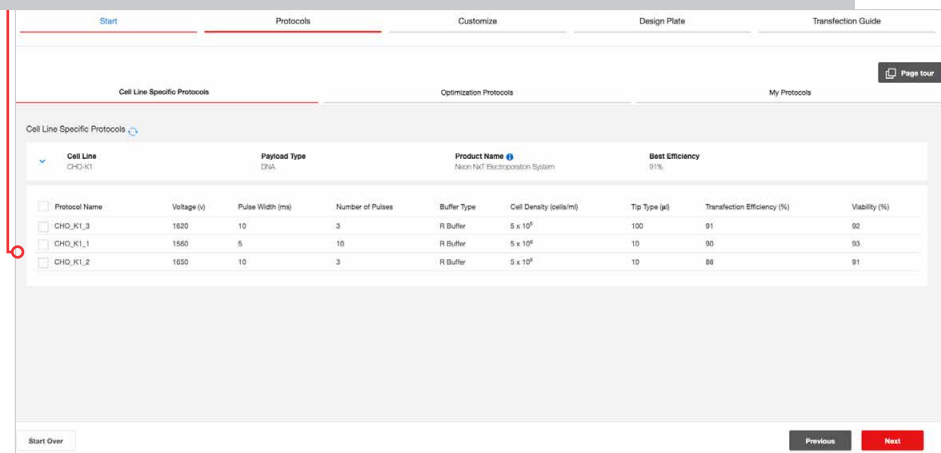 Start Protocols Customize Design Plate Transfection Guide
Page tour
Cell Line Specific Protocols Optimization Protocols My Protocols
Cell Line Specific Protocols
Cell Line Payload Type Product Name Best Efficiency
CHO-K1 DNA Neon NxT Electroporation System 91%
Protocol Name Voltage (v) Pulse Width (ms) Number of Pulses Buffer Type Cell Density (cells/ml) Tip Type (µl) Transfection Efficiency (%) Viability (%)
CHO_K1_3 1620 10 3 R Buffer 5 x 10⁶ 100 91 92
CHO_K1_1 1560 5 10 R Buffer 5 x 10⁶ 10 90 93
CHO_K1_2 1650 10 3 R Buffer 5 x 10⁶ 10 88 91
Start Over Previous Next